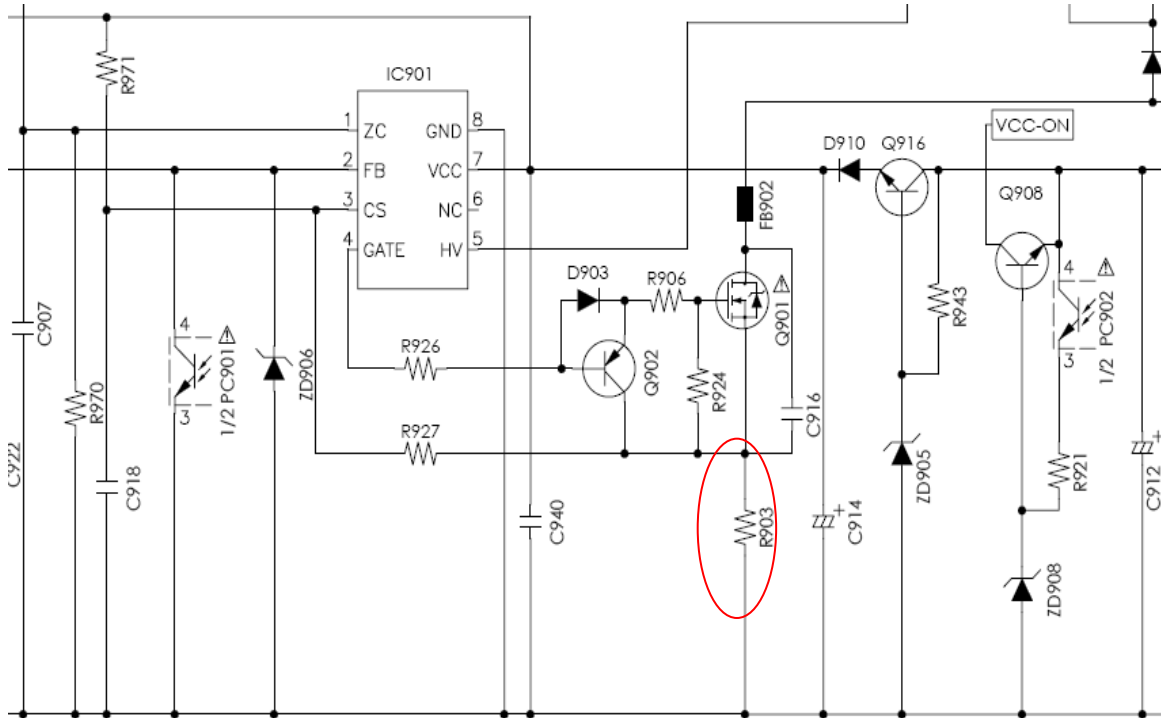 R971
IC901
1 ZC GND 8
2 FB VCC 7
3 CS NC 6
4 GATE HV 5
D910
Q916
VCC-ON
Q908
FB902
D903
R906
Q901
4
PC902
1/2
3
R943
C907
4
PC901
1/2
3
ZD906
R926
Q902
R924
C916
R970
R927
C922
C918
C940
R903
+
C914
ZD905
R921
+
C912
ZD908